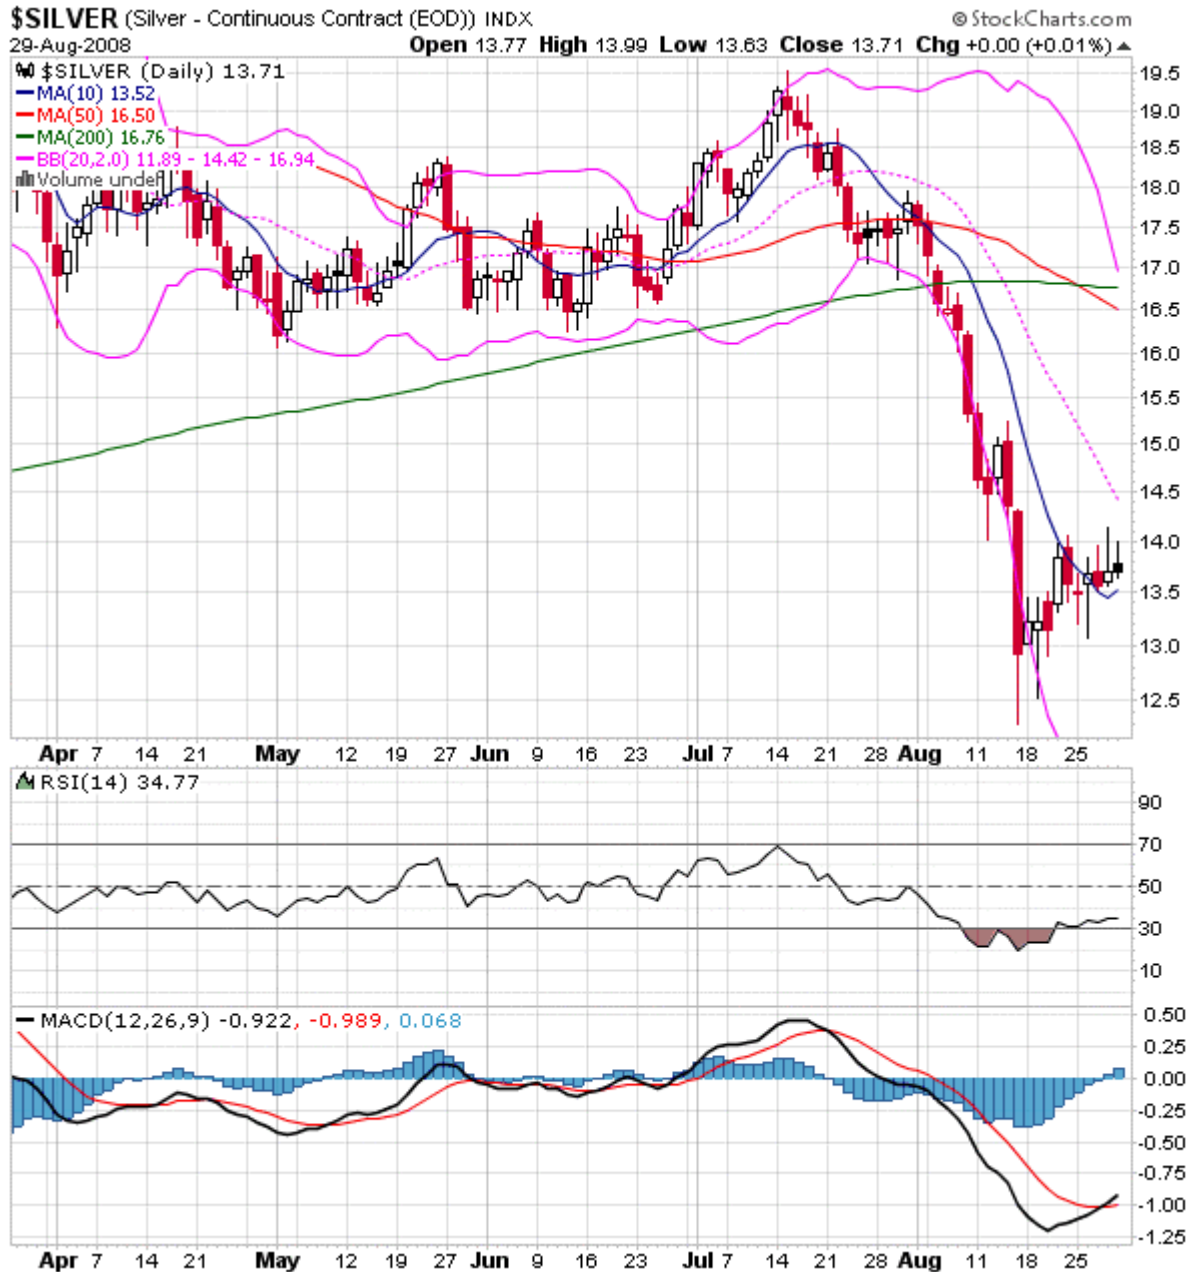 $SILVER (Silver - Continuous Contract (EOD)) INDX © StockCharts.com
29-Aug-2008 Open 13.77 High 13.99 Low 13.63 Close 13.71 Chg +0.00 (+0.01%)
$SILVER (Daily) 13.71
MA(10) 13.52
MA(50) 16.50
MA(200) 16.76
BB(20,2.0) 11.89 - 14.42 - 16.94
Volume undef
19.5
19.0
18.5
18.0
17.5
17.0
16.5
16.0
15.5
15.0
14.5
14.0
13.5
13.0
12.5
Apr 7 14 21 May 12 19 27 Jun 9 16 23 Jul 7 14 21 28 Aug 11 18 25
RSI(14) 34.77
90
70
50
30
10
MACD(12,26,9) -0.922, -0.989, 0.068
0.50
0.25
0.00
-0.25
-0.50
-0.75
-1.00
-1.25
Apr 7 14 21 May 12 19 27 Jun 9 16 23 Jul 7 14 21 28 Aug 11 18 25